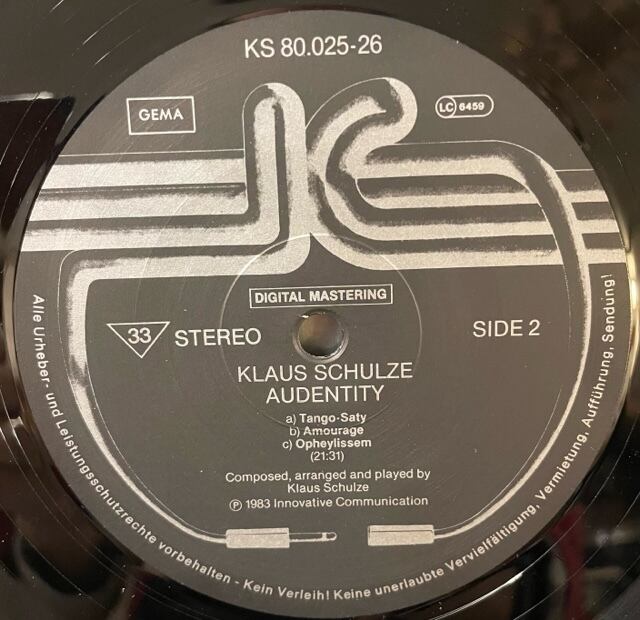 KS 80.025-26
GEMA
LC 6459
DIGITAL MASTERING
33 STEREO
SIDE 2
KLAUS SCHULZE
AUDENTITY
a) Tango-Saty
b) Amourage
c) Opheylissem
(21:31)
Composed, arranged and played by
Klaus Schulze
Ⓟ 1983 Innovative Communication
Alle Urheber- und Leistungsschutzrechte vorbehalten - Kein Verleih! Keine unerlaubte Vervielfältigung, Vermietung, Aufführung, Sendung!